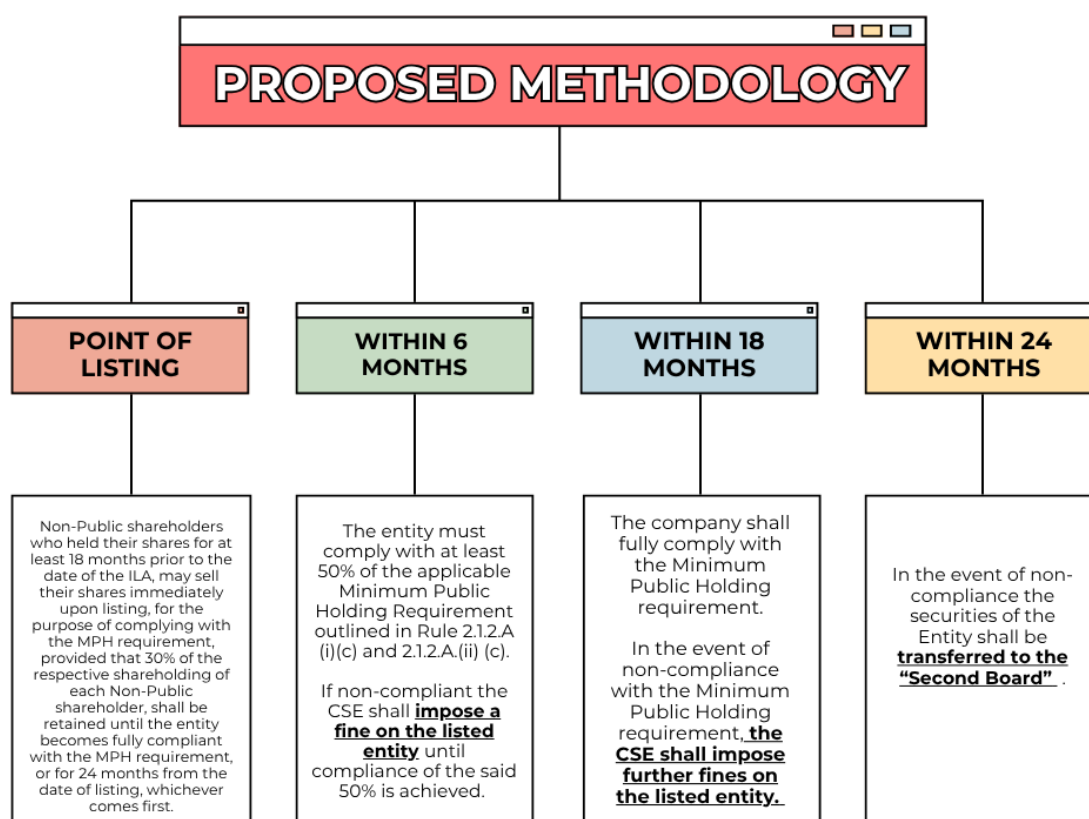 PROPOSED METHODOLOGY
POINT OF
LISTING
Non-Public shareholders
who held their shares for at
least 18 months prior to the
date of the ILA, may sell
their shares immediately
upon listing, for the
purpose of complying with
the MPH requirement,
provided that 30% of the
respective shareholding of
each Non-Public
shareholder, shall be
retained until the entity
becomes fully compliant
with the MPH requirement,
or for 24 months from the
date of listing, whichever
comes first.
WITHIN 6
MONTHS
The entity must
comply with at least
50% of the applicable
Minimum Public
Holding Requirement
outlined in Rule 2.1.2.A
(i)(c) and 2.1.2.A.(ii) (c).
If non-compliant the
CSE shall impose a
fine on the listed
entity until
compliance of the said
50% is achieved.
WITHIN 18
MONTHS
The company shall
fully comply with
the Minimum
Public Holding
requirement.
In the event of
non-compliance
with the Minimum
Public Holding
requirement, the
CSE shall impose
further fines on
the listed entity.
WITHIN 24
MONTHS
In the event of non-
compliance the
securities of the
Entity shall be
transferred to the
“Second Board” .